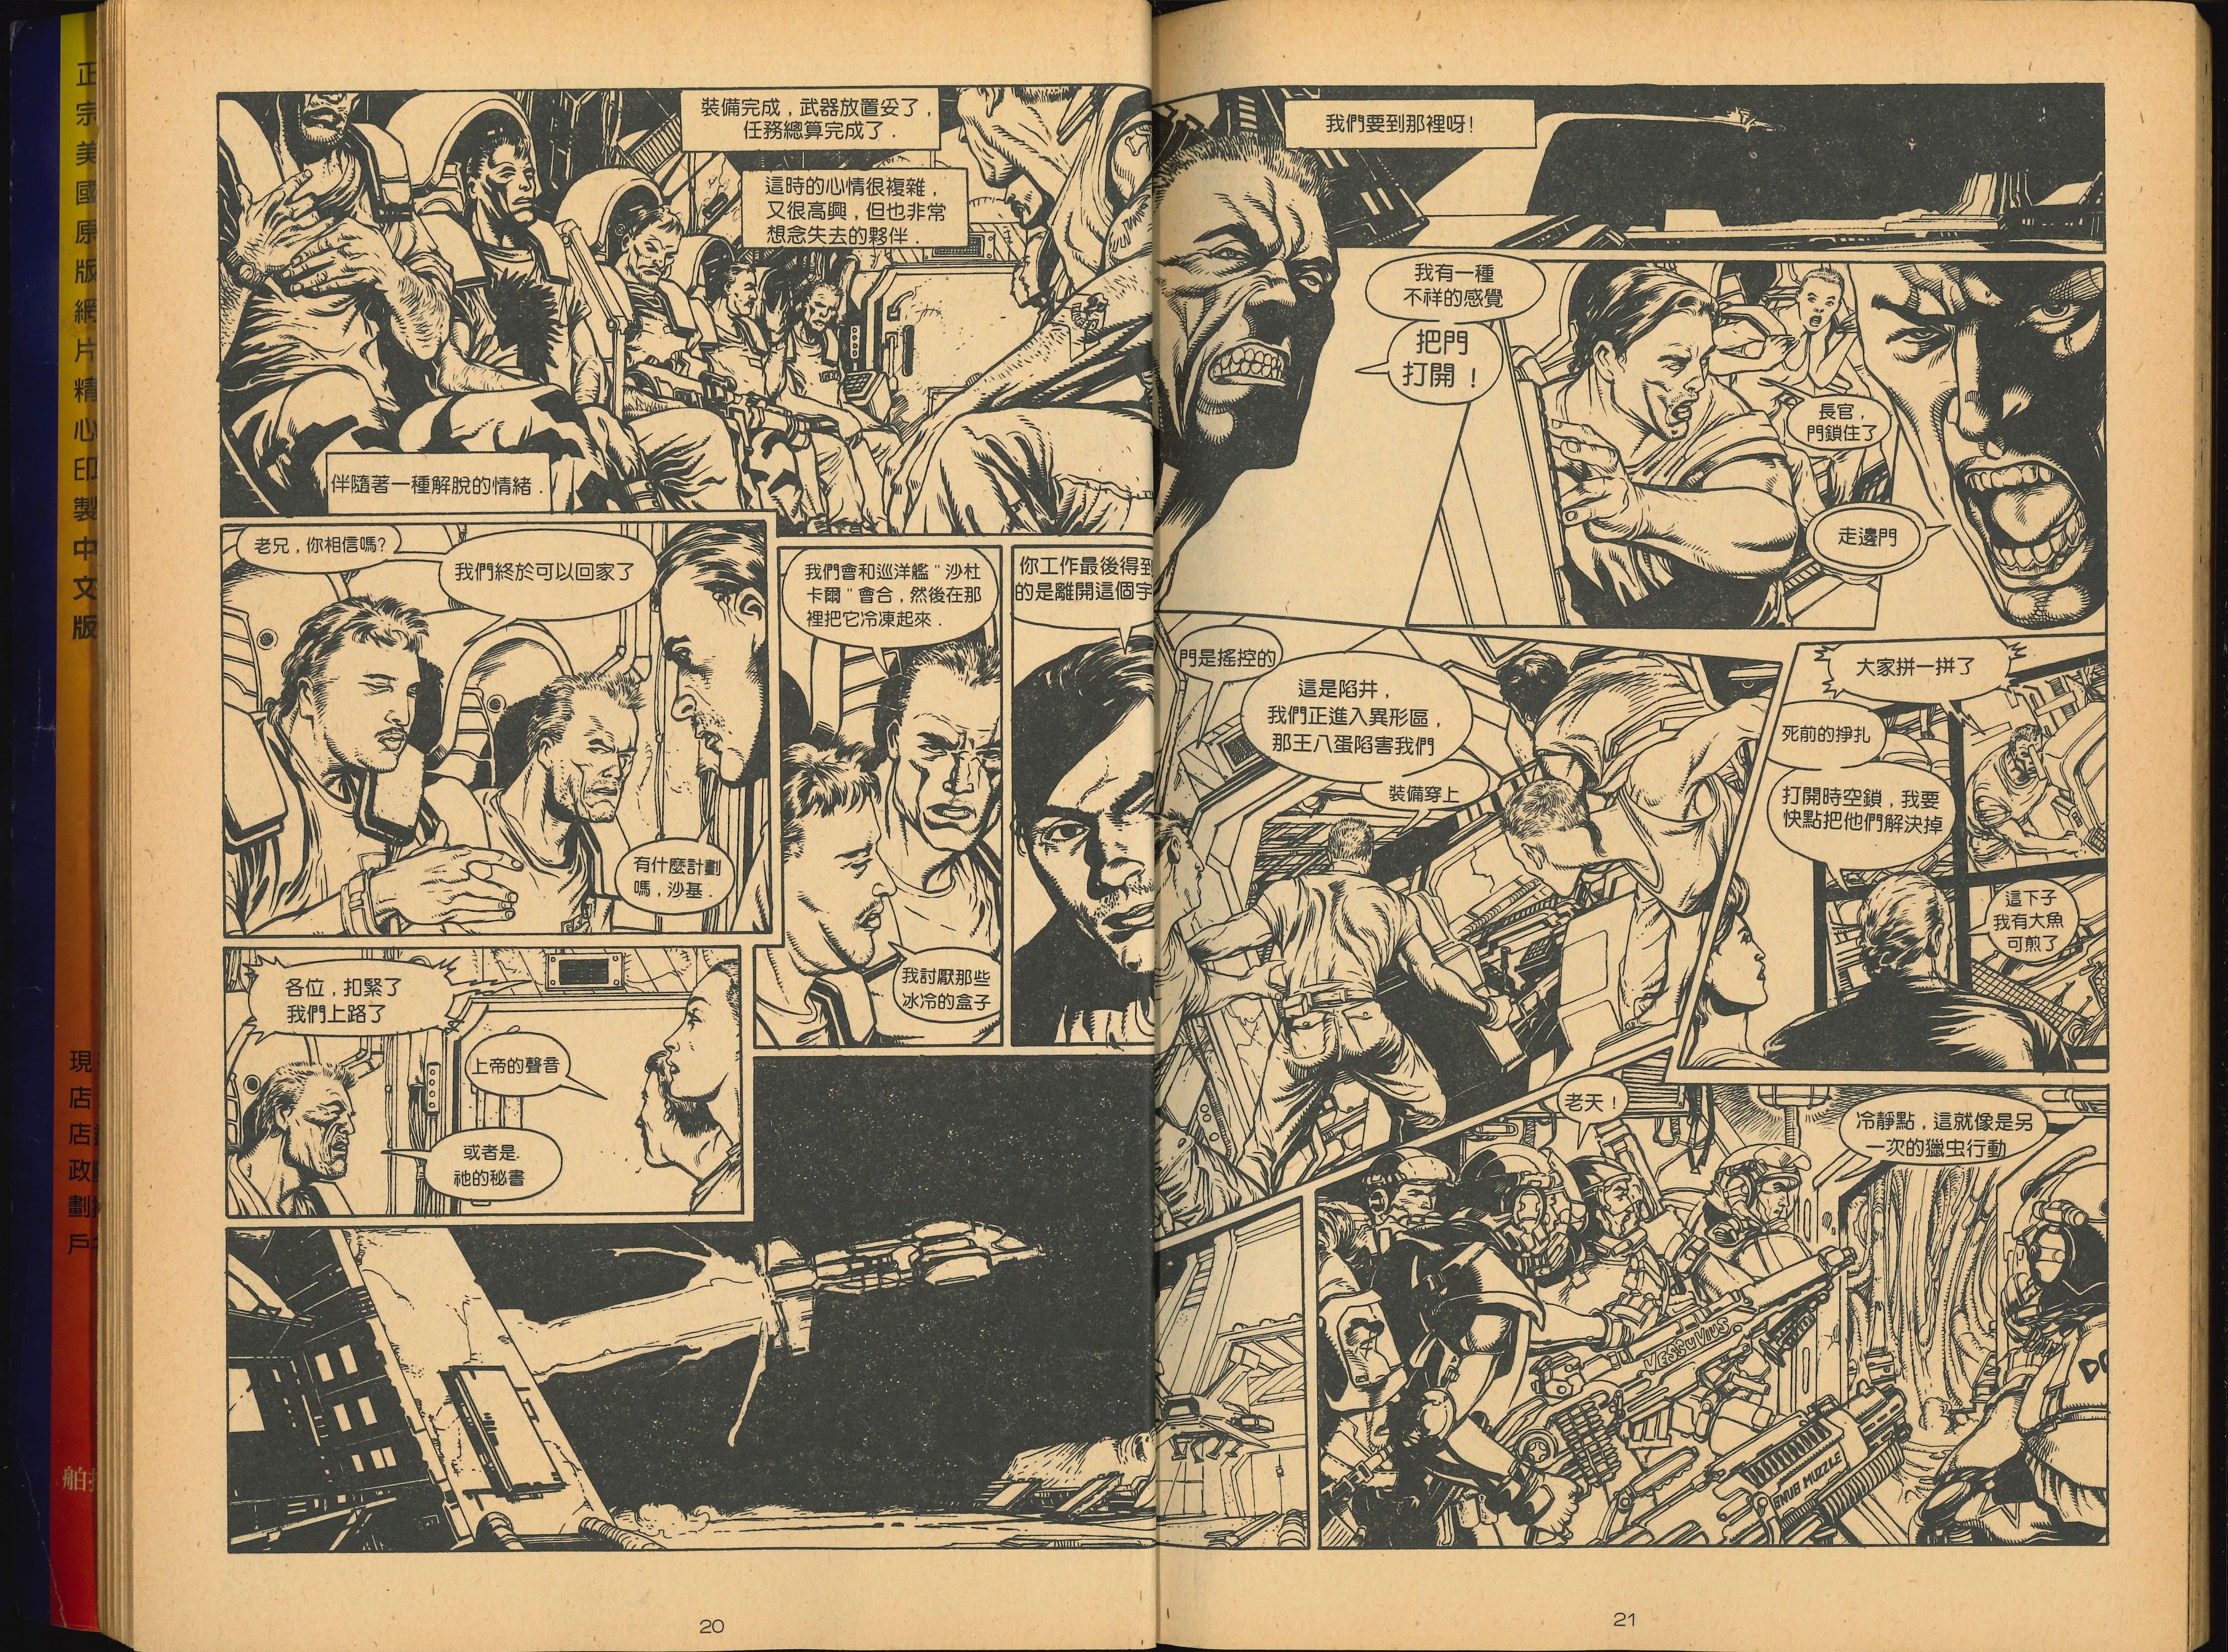 裝備完成，武器放置妥了，
任務總算完成了．
這時的心情很複雜，
又很高興，但也非常
想念失去的夥伴．
伴隨著一種解脫的情緒．
老兄，你相信嗎？
我們終於可以回家了
有什麼計劃
嗎，沙基．
我們會和巡洋艦＂沙杜
卡爾＂會合，然後在那
裡把它冷凍起來．
我討厭那些
冰冷的盒子
你工作最後得到
的是離開這個宇
各位，扣緊了
我們上路了
上帝的聲音
或者是
祂的秘書
20
我們要到那裡呀！
我有一種
不祥的感覺
把門
打開！
長官，
門鎖住了
走邊門
門是搖控的
這是陷井，
我們正進入異形區，
那王八蛋陷害我們
裝備穿上
大家拼一拼了
死前的掙扎
打開時空鎖，我要
快點把他們解決掉
這下子
我有大魚
可煎了
老天！
冷靜點，這就像是另
一次的獵虫行動
VESSUVIUS
SNUB MUZZLE
21
正宗美國原版網片精心印製中文版